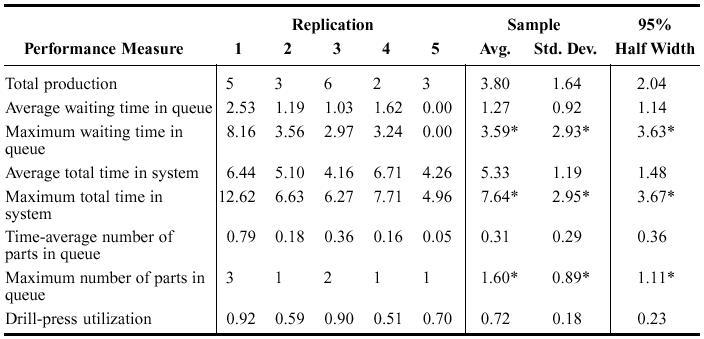 Replication Sample 95%
Performance Measure 1 2 3 4 5 Avg. Std. Dev. Half Width
Total production 5 3 6 2 3 3.80 1.64 2.04
Average waiting time in queue 2.53 1.19 1.03 1.62 0.00 1.27 0.92 1.14
Maximum waiting time in 8.16 3.56 2.97 3.24 0.00 3.59* 2.93* 3.63*
queue
Average total time in system 6.44 5.10 4.16 6.71 4.26 5.33 1.19 1.48
Maximum total time in 12.62 6.63 6.27 7.71 4.96 7.64* 2.95* 3.67*
system
Time-average number of 0.79 0.18 0.36 0.16 0.05 0.31 0.29 0.36
parts in queue
Maximum number of parts in 3 1 2 1 1 1.60* 0.89* 1.11*
queue
Drill-press utilization 0.92 0.59 0.90 0.51 0.70 0.72 0.18 0.23